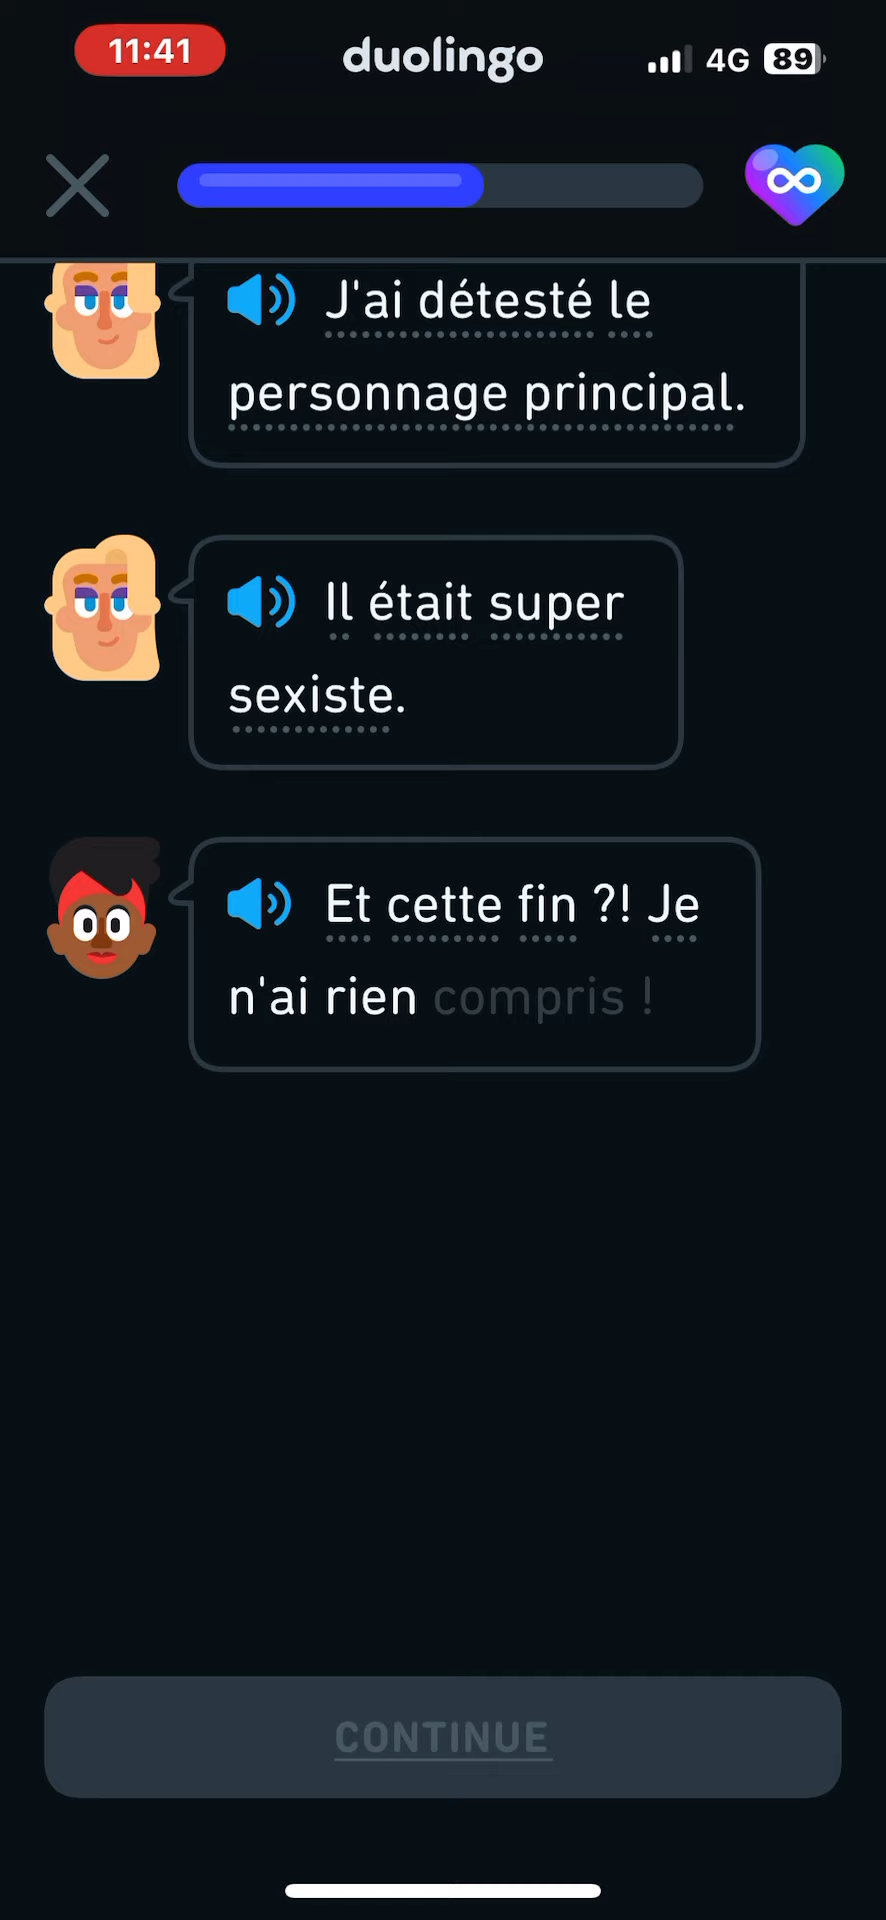 11:41 duolingo 4G 89
J'ai détesté le
personnage principal.
Il était super
sexiste.
Et cette fin ?! Je
n'ai rien compris !
CONTINUE